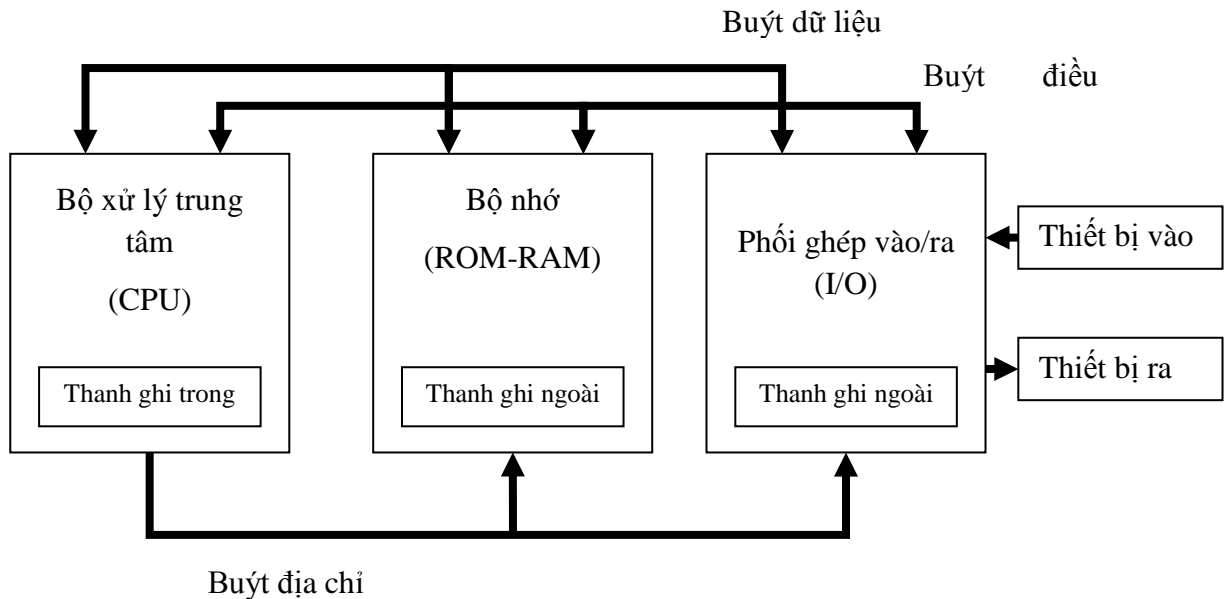 Buýt dữ liệu
Buýt điều
Bộ xử lý trung
tâm
(CPU)
Thanh ghi trong
Bộ nhớ
(ROM-RAM)
Thanh ghi ngoài
Phối ghép vào/ra
(I/O)
Thanh ghi ngoài
Thiết bị vào
Thiết bị ra
Buýt địa chỉ